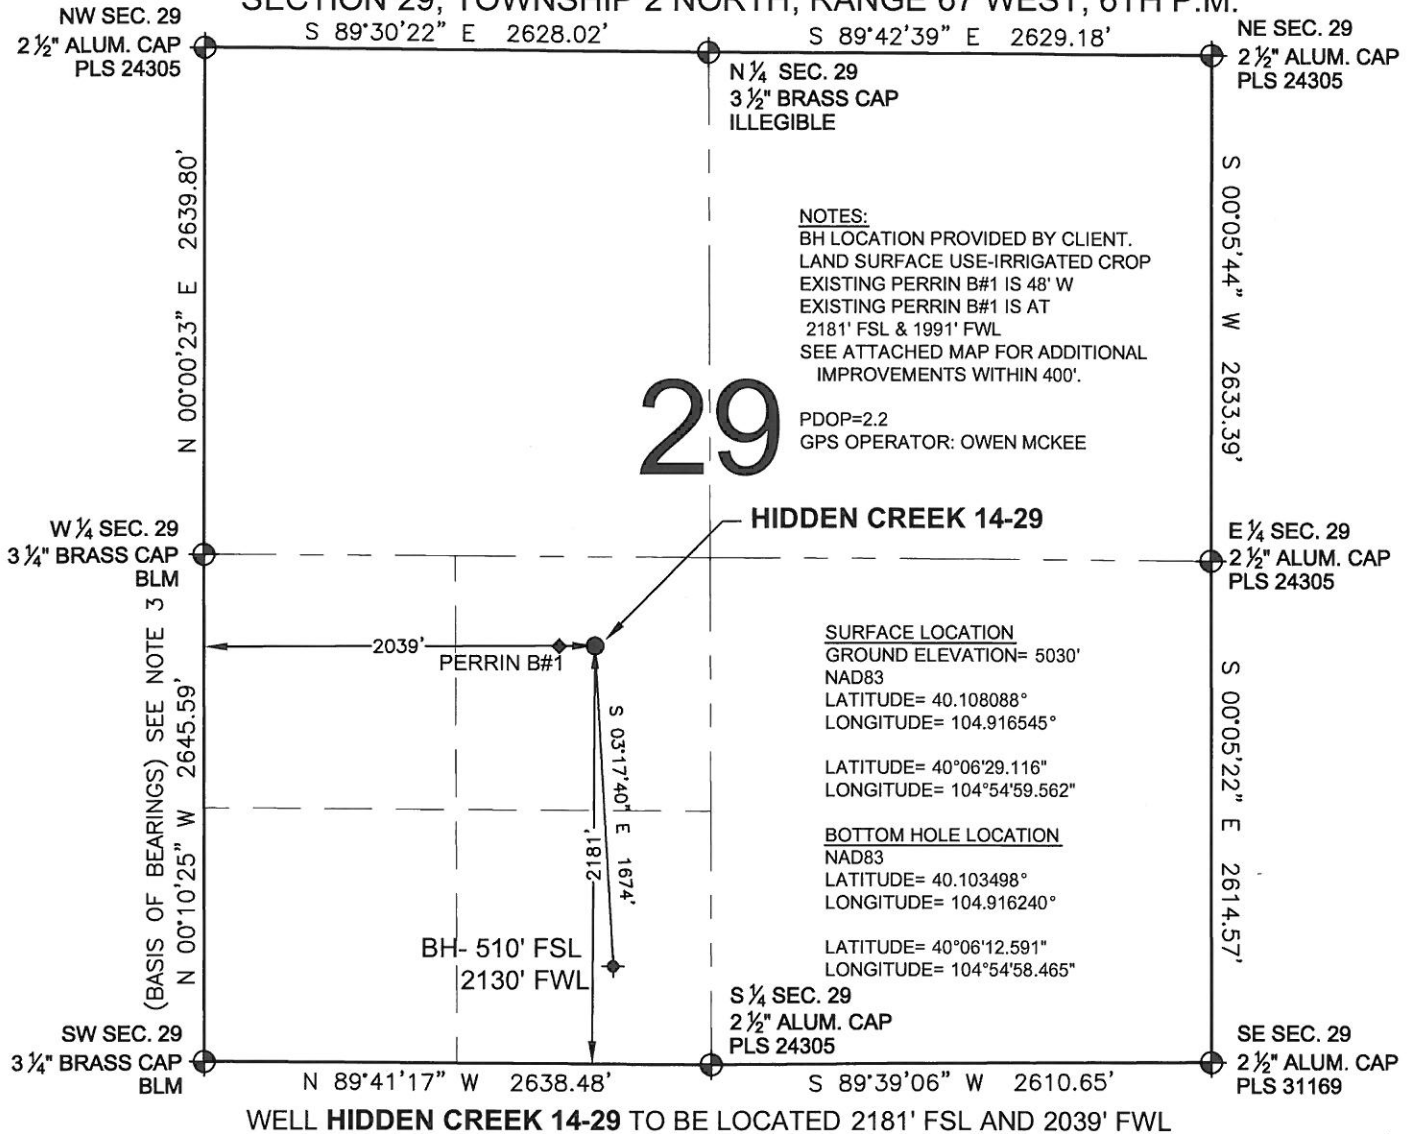 SECTION 29, TOWNSHIP 2 NORTH, RANGE 67 WEST, 6TH P.M.
NW SEC. 29
2 ½" ALUM. CAP
PLS 24305
S 89°30'22" E 2628.02'
S 89°42'39" E 2629.18'
NE SEC. 29
2 ½" ALUM. CAP
PLS 24305
N ¼ SEC. 29
3 ½" BRASS CAP
ILLEGIBLE
N 00°00'23" E 2639.80'
S 00°05'44" W 2633.39'
NOTES:
BH LOCATION PROVIDED BY CLIENT.
LAND SURFACE USE-IRRIGATED CROP
EXISTING PERRIN B#1 IS 48' W
EXISTING PERRIN B#1 IS AT
2181' FSL & 1991' FWL
SEE ATTACHED MAP FOR ADDITIONAL
IMPROVEMENTS WITHIN 400'.
PDOP=2.2
GPS OPERATOR: OWEN MCKEE
29
HIDDEN CREEK 14-29
W ¼ SEC. 29
3 ¼" BRASS CAP
BLM
E ¼ SEC. 29
2 ½" ALUM. CAP
PLS 24305
(BASIS OF BEARINGS) SEE NOTE 3
N 00°10'25" W 2645.59'
2039'
PERRIN B#1
S 03°17'40" E 1674'
2181'
SURFACE LOCATION
GROUND ELEVATION= 5030'
NAD83
LATITUDE= 40.108088°
LONGITUDE= 104.916545°
LATITUDE= 40°06'29.116"
LONGITUDE= 104°54'59.562"
BOTTOM HOLE LOCATION
NAD83
LATITUDE= 40.103498°
LONGITUDE= 104.916240°
LATITUDE= 40°06'12.591"
LONGITUDE= 104°54'58.465"
S 00°05'22" E 2614.57'
BH- 510' FSL
2130' FWL
S ¼ SEC. 29
2 ½" ALUM. CAP
PLS 24305
SW SEC. 29
3 ¼" BRASS CAP
BLM
SE SEC. 29
2 ½" ALUM. CAP
PLS 31169
N 89°41'17" W 2638.48'
S 89°39'06" W 2610.65'
WELL HIDDEN CREEK 14-29 TO BE LOCATED 2181' FSL AND 2039' FWL